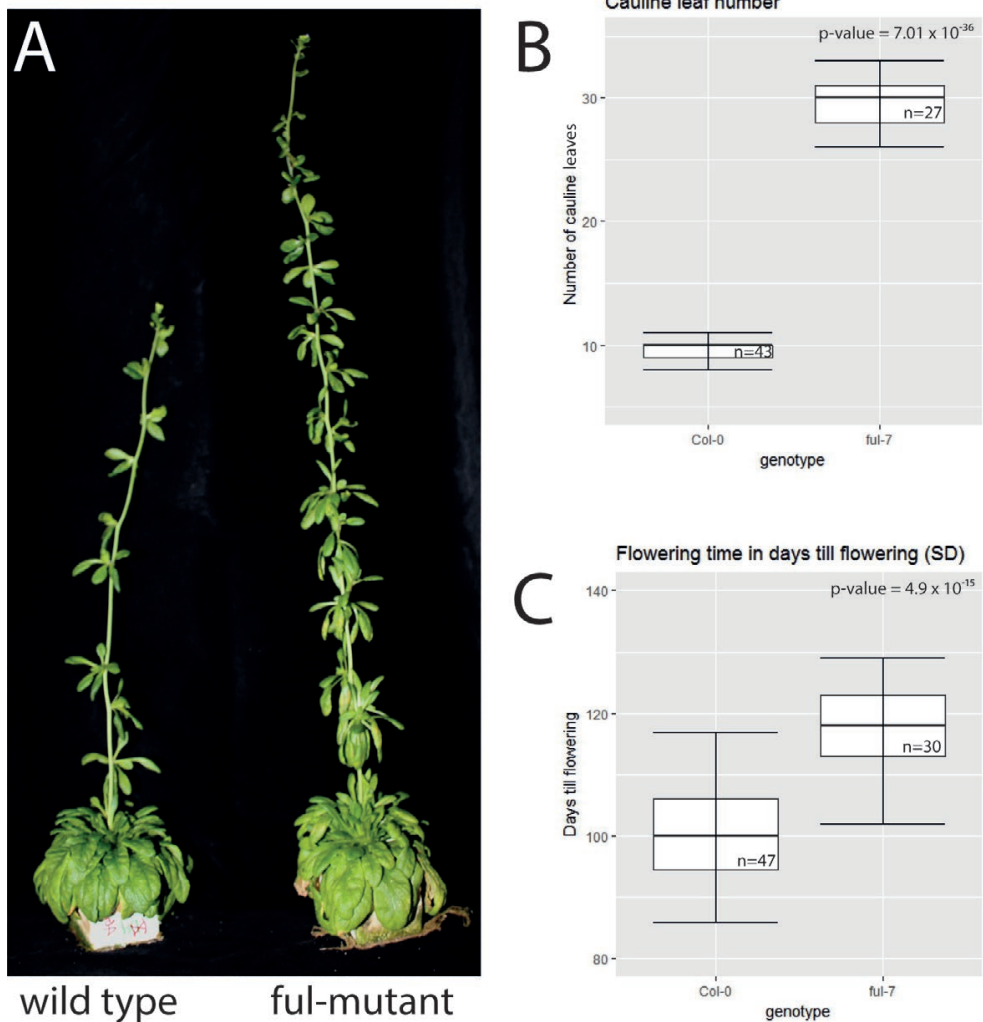 A
wild type
ful-mutant
B
Cauline leaf number
p-value = 7.01 x 10⁻³⁶
Number of cauline leaves
30
20
10
n=27
n=43
Col-0
ful-7
genotype
C
Flowering time in days till flowering (SD)
p-value = 4.9 x 10⁻¹⁵
Days till flowering
140
120
100
80
n=30
n=47
Col-0
ful-7
genotype